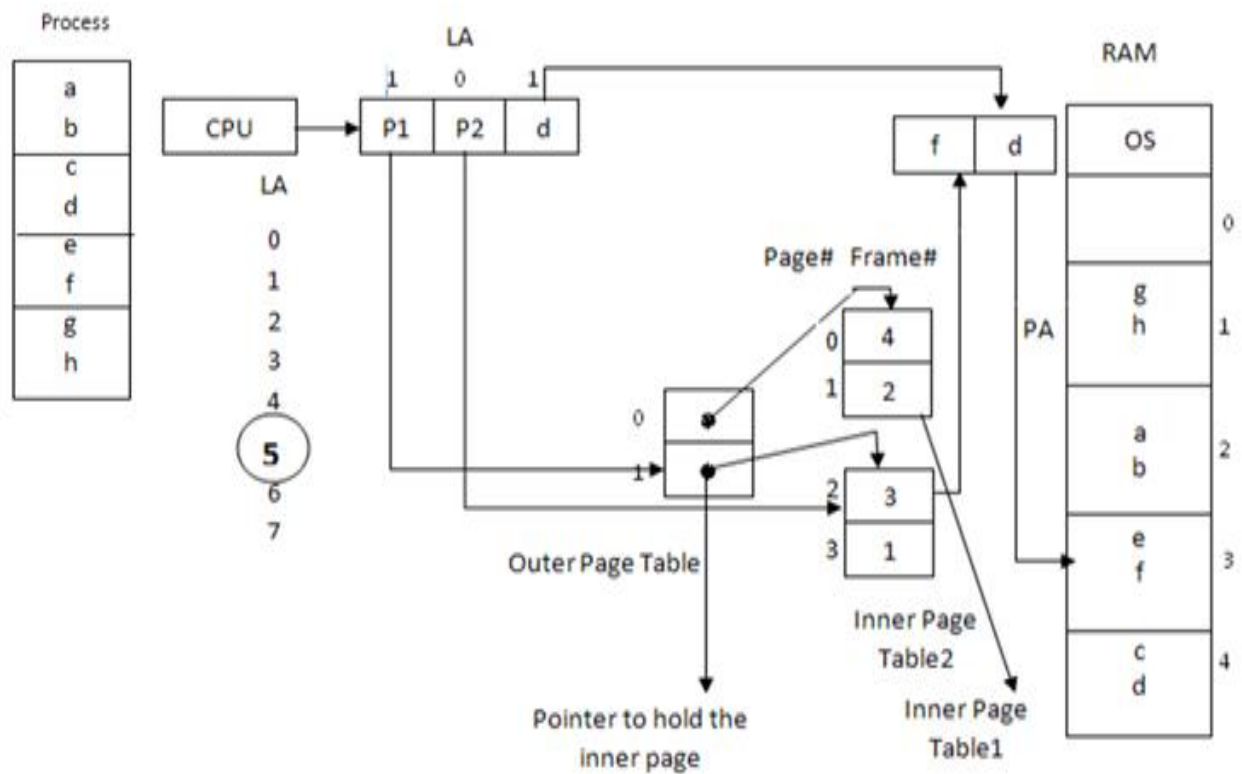 Process
a
b
c
d
e
f
g
h
CPU
LA
0
1
2
3
4
5
6
7
LA
1 0 1
P1 P2 d
f d
Page# Frame#
0 4
1 2
0
1
2 3
3 1
Outer Page Table
Inner Page
Table2
Pointer to hold the
inner page
Inner Page
Table1
PA
RAM
OS
0
g
h
1
a
b
2
e
f
3
c
d
4